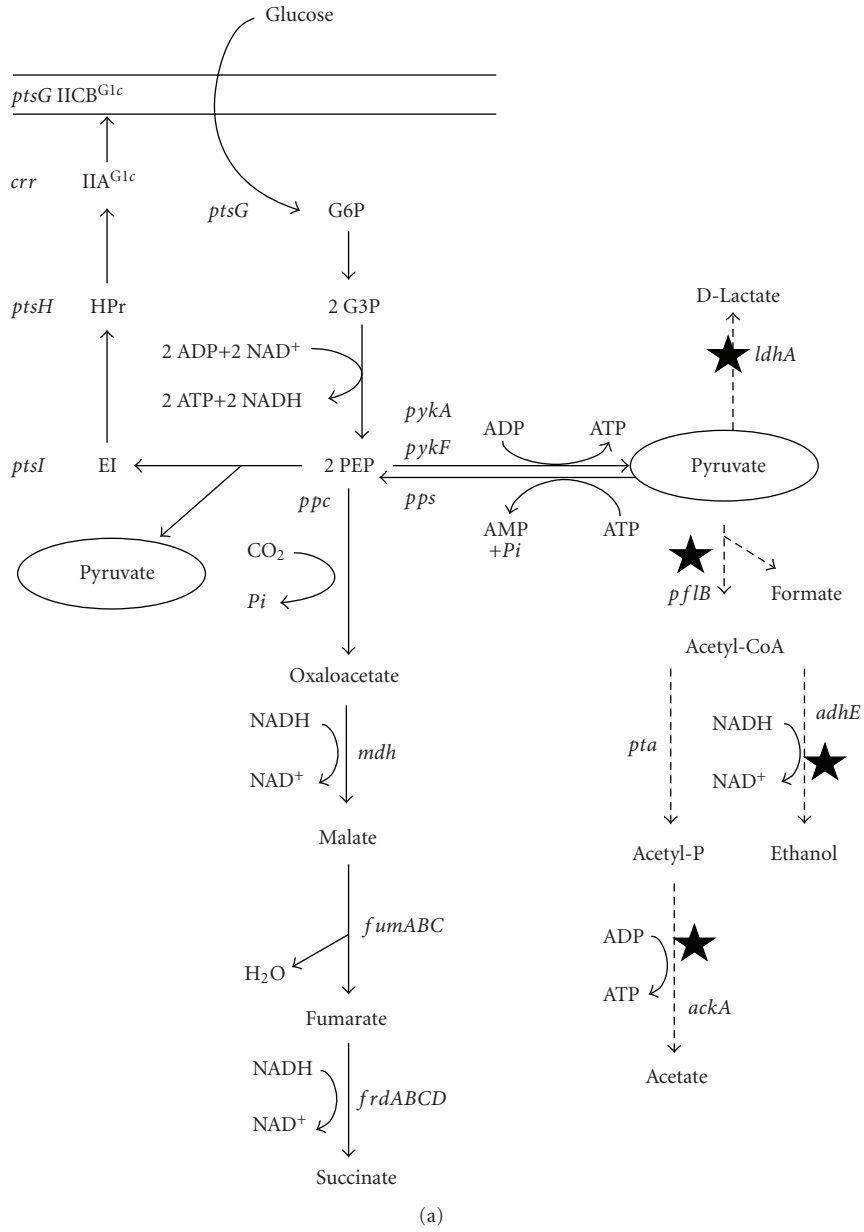 Glucose
ptsG IICB^G1c
crr IIA^G1c
ptsG G6P
ptsH HPr 2 G3P
D-Lactate
2 ADP+2 NAD+
ldhA
2 ATP+2 NADH
pykA ADP ATP
ptsI EI 2 PEP pykF Pyruvate
ppc pps
AMP ATP
+Pi
CO2
Pyruvate
Pi
pflB Formate
Acetyl-CoA
Oxaloacetate
NADH
mdh
NAD+
NADH adhE
pta
NAD+
Malate
Acetyl-P Ethanol
fumABC
H2O
ADP
ATP
ackA
Fumarate
NADH
frdABCD
NAD+
Acetate
Succinate
(a)